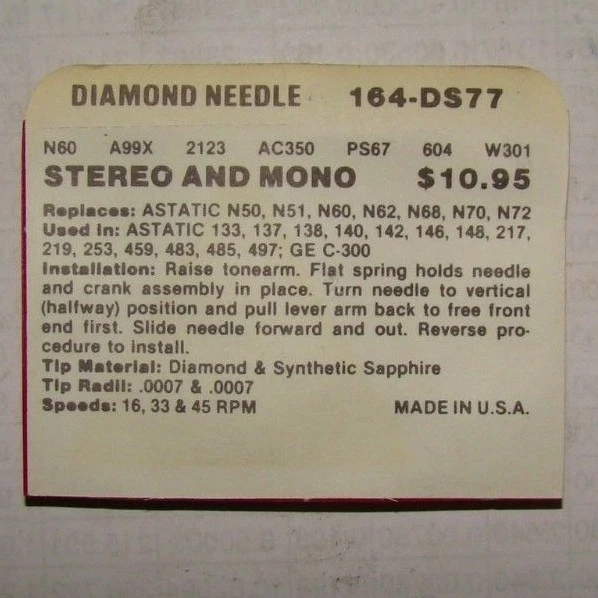 DIAMOND NEEDLE 164-DS77
N60 A99X 2123 AC350 PS67 604 W301
STEREO AND MONO $10.95
Replaces: ASTATIC N50, N51, N60, N62, N68, N70, N72
Used in: ASTATIC 133, 137, 138, 140, 142, 146, 148, 217,
219, 253, 459, 483, 485, 497; GE C-300
Installation: Raise tonearm. Flat spring holds needle
and crank assembly in place. Turn needle to vertical
(halfway) position and pull lever arm back to free front
end first. Slide needle forward and out. Reverse pro-
cedure to install.
Tip Material: Diamond & Synthetic Sapphire
Tip Radii: .0007 & .0007
Speeds: 16, 33 & 45 RPM MADE IN U.S.A.